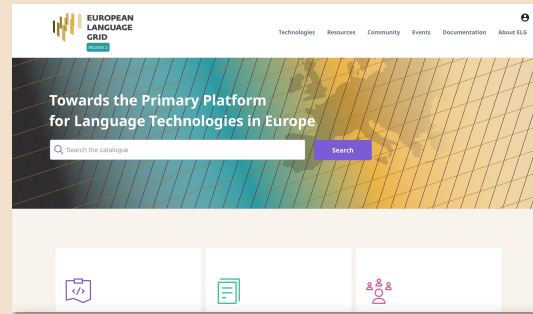 EUROPEAN
LANGUAGE
GRID
RELEASE 2
Technologies Resources Community Events Documentation About ELG
Towards the Primary Platform
for Language Technologies in Europe
Search the catalogue
Search